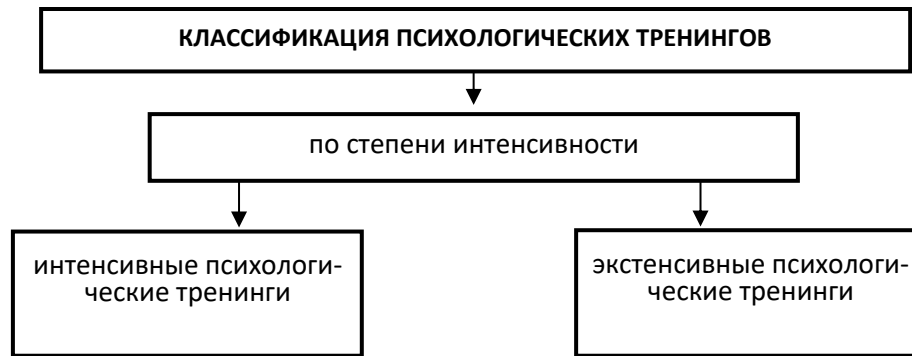 КЛАССИФИКАЦИЯ ПСИХОЛОГИЧЕСКИХ ТРЕНИНГОВ
по степени интенсивности
интенсивные психологи-
ческие тренинги
экстенсивные психологи-
ческие тренинги